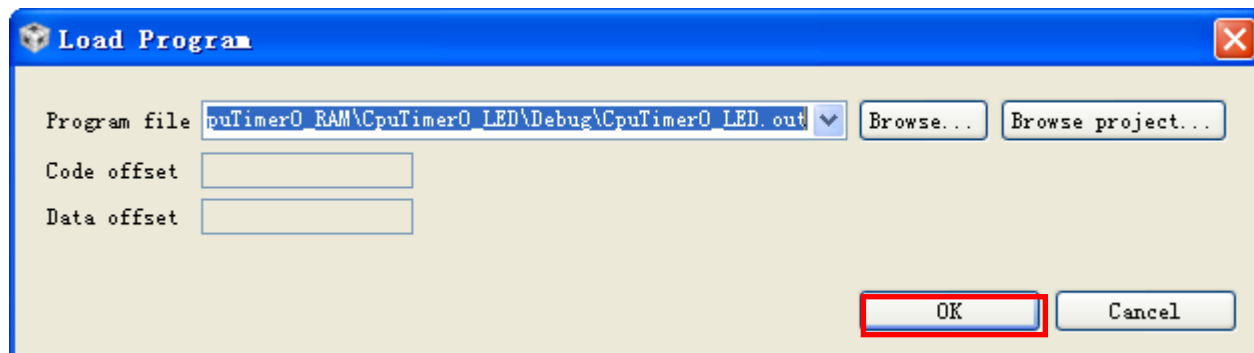 Load Program
Program file puTimer0_RAM\CpuTimer0_LED\Debug\CpuTimer0_LED.out Browse... Browse project...
Code offset
Data offset
OK Cancel